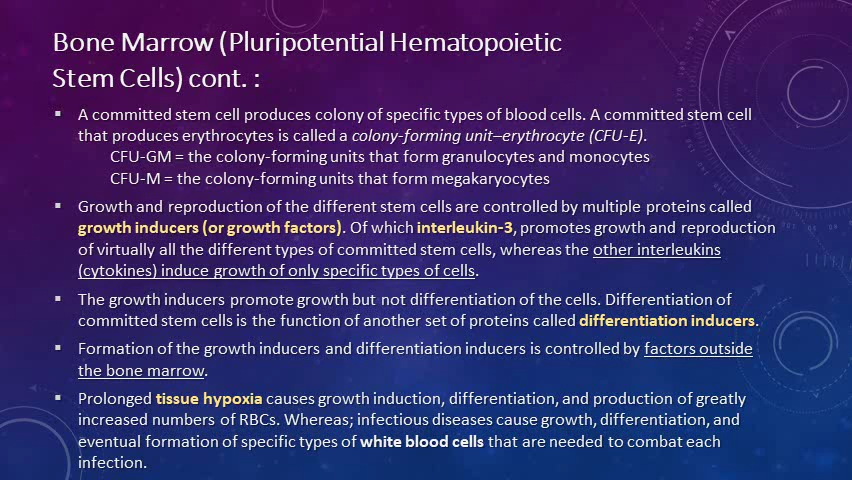 Bone Marrow (Pluripotential Hematopoietic
Stem Cells) cont. :
▪ A committed stem cell produces colony of specific types of blood cells. A committed stem cell
that produces erythrocytes is called a colony-forming unit–erythrocyte (CFU-E).
CFU-GM = the colony-forming units that form granulocytes and monocytes
CFU-M = the colony-forming units that form megakaryocytes
▪ Growth and reproduction of the different stem cells are controlled by multiple proteins called
growth inducers (or growth factors). Of which interleukin-3, promotes growth and reproduction
of virtually all the different types of committed stem cells, whereas the other interleukins
(cytokines) induce growth of only specific types of cells.
▪ The growth inducers promote growth but not differentiation of the cells. Differentiation of
committed stem cells is the function of another set of proteins called differentiation inducers.
▪ Formation of the growth inducers and differentiation inducers is controlled by factors outside
the bone marrow.
▪ Prolonged tissue hypoxia causes growth induction, differentiation, and production of greatly
increased numbers of RBCs. Whereas; infectious diseases cause growth, differentiation, and
eventual formation of specific types of white blood cells that are needed to combat each
infection.